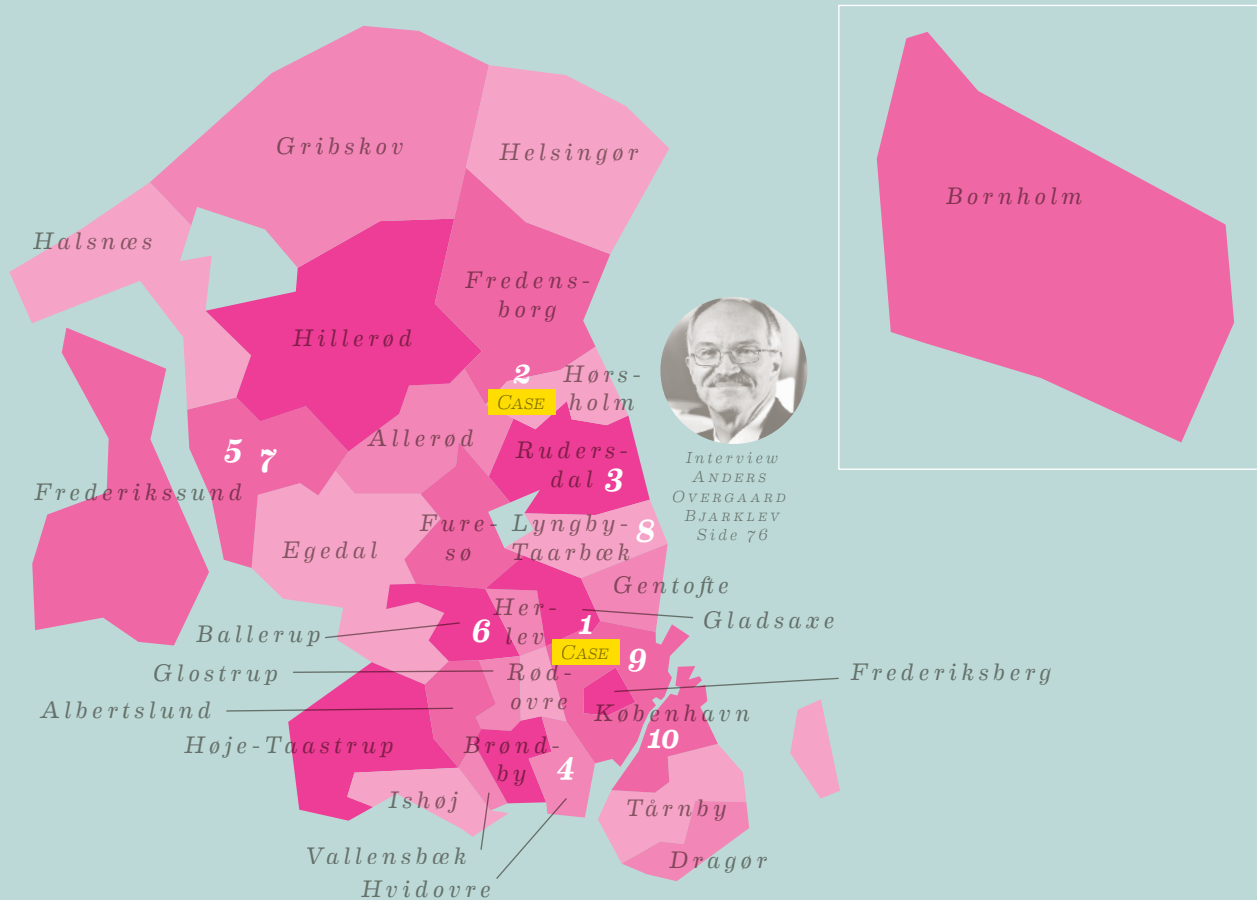 Gribskov
Helsingør
Bornholm
Halsnæs
Fredens-
borg
Hillerød
2
CASE
Hørs-
holm
Allerød
5 7
Ruders-
dal 3
Interview
ANDERS
OVERGAARD
BJARKLEV
Side 76
Frederikssund
Egedal
Fure-
sø
Lyngby-
Taarbæk 8
Gentofte
Gladsaxe
Ballerup
6
Her-
lev
1
CASE
9
Glostrup
Rød-
ovre
Frederiksberg
Albertslund
København
10
Høje-Taastrup
Brønd-
by
4
Ishøj
Tårnby
Vallensbæk
Dragør
Hvidovre